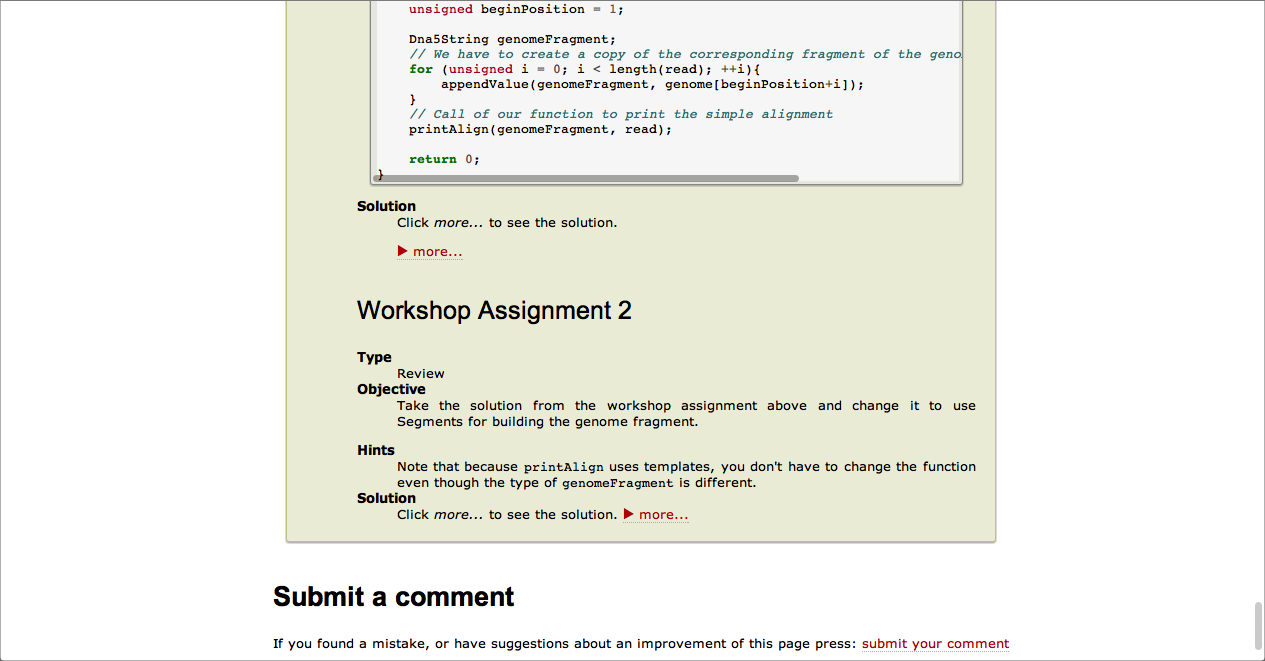 unsigned beginPosition = 1;
Dna5String genomeFragment;
// We have to create a copy of the corresponding fragment of the geno
for (unsigned i = 0; i < length(read); ++i){
appendValue(genomeFragment, genome[beginPosition+i]);
}
// Call of our function to print the simple alignment
printAlign(genomeFragment, read);
return 0;
}
Solution
Click more... to see the solution.
▶ more...
Workshop Assignment 2
Type
Review
Objective
Take the solution from the workshop assignment above and change it to use
Segments for building the genome fragment.
Hints
Note that because printAlign uses templates, you don't have to change the function
even though the type of genomeFragment is different.
Solution
Click more... to see the solution. ▶ more...
Submit a comment
If you found a mistake, or have suggestions about an improvement of this page press: submit your comment